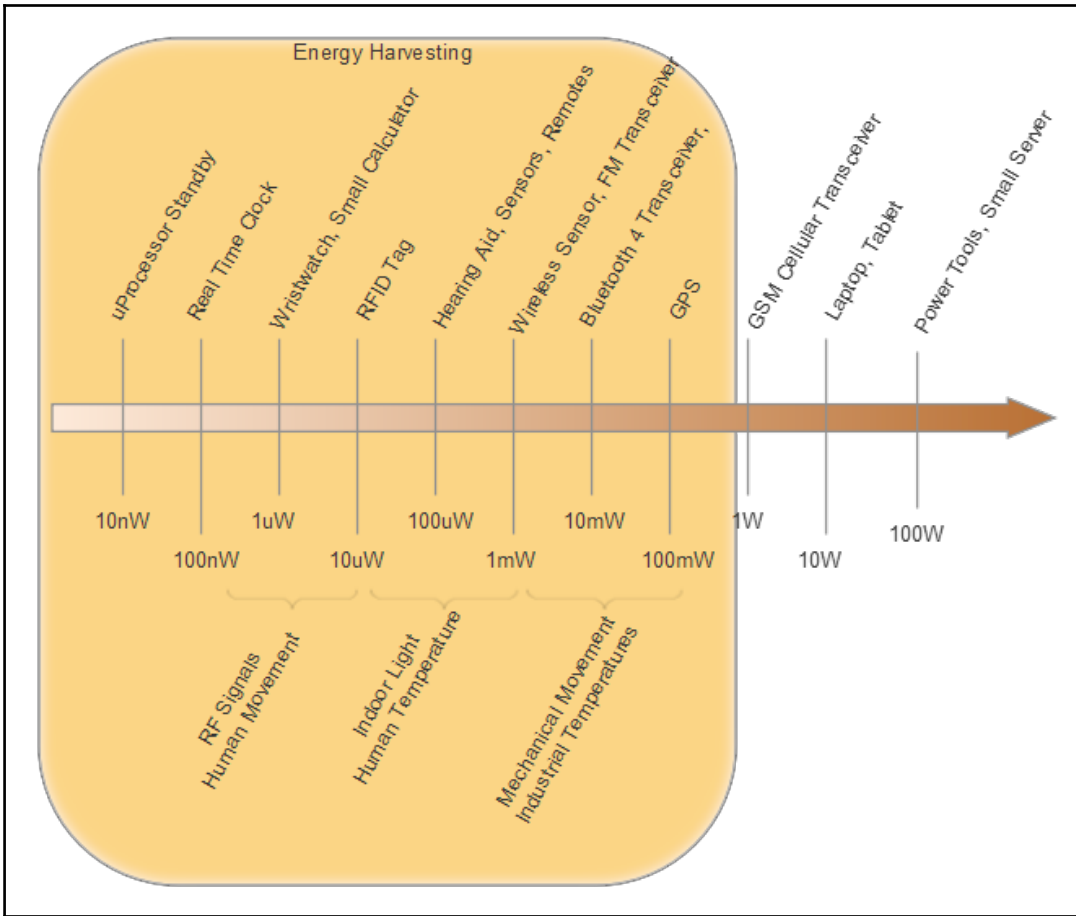 Energy Harvesting
uProcessor Standby
Real Time Clock
Wristwatch, Small Calculator
RFID Tag
Hearing Aid, Sensors, Remotes
Wireless Sensor, FM Transceiver
Bluetooth 4 Transceiver,
GPS
GSM Cellular Transceiver
Laptop, Tablet
Power Tools, Small Server
10nW
100nW
1uW
10uW
100uW
1mW
10mW
100mW
1W
10W
100W
RF Signals
Human Movement
Indoor Light
Human Temperature
Mechanical Movement
Industrial Temperatures